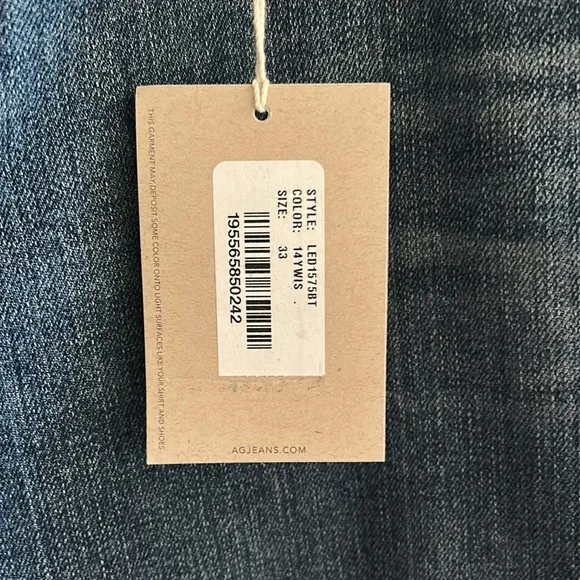 THIS GARMENT MAY DEPOSIT SOME COLOR ONTO LIGHT SURFACES LIKE YOUR SHIRT AND SHOES
STYLE: LED1575BT
COLOR: 14YWIS .
SIZE: 33
195565850242
AGJEANS.COM